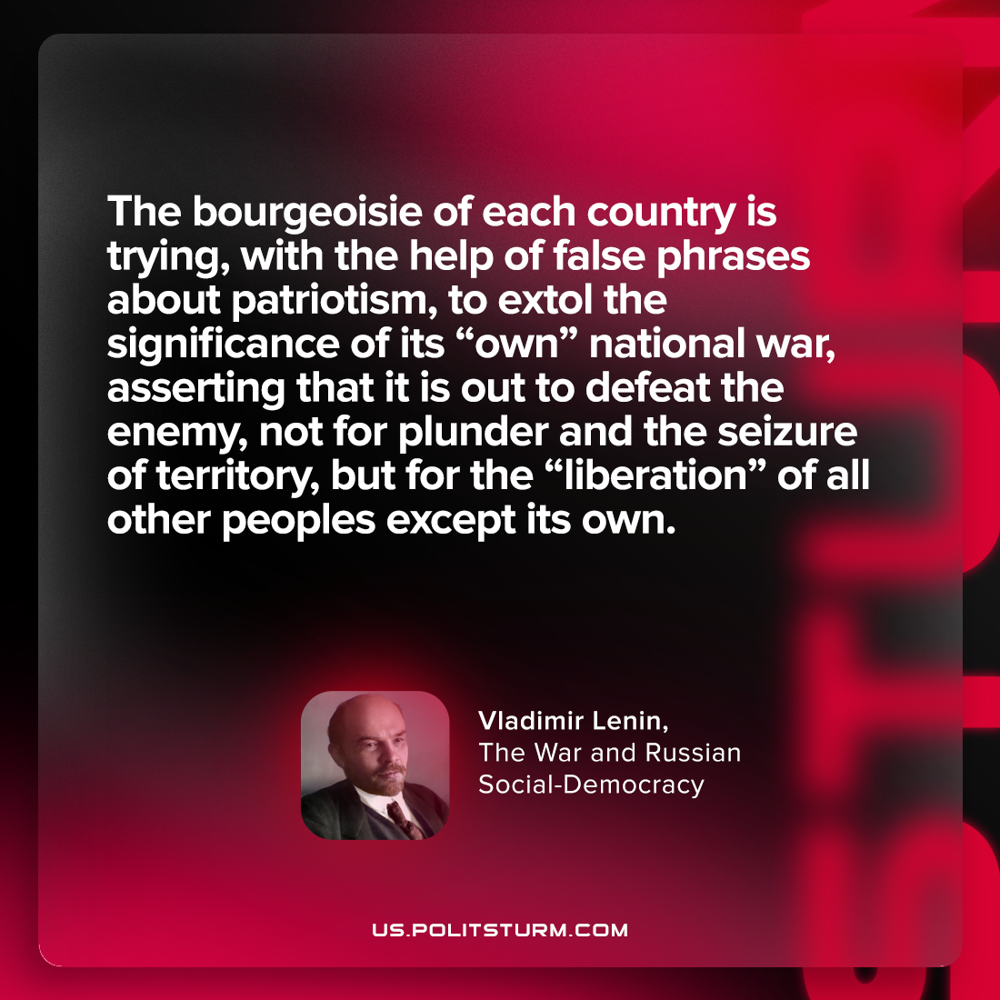 The bourgeoisie of each country is
trying, with the help of false phrases
about patriotism, to extol the
significance of its “own” national war,
asserting that it is out to defeat the
enemy, not for plunder and the seizure
of territory, but for the “liberation” of all
other peoples except its own.
Vladimir Lenin,
The War and Russian
Social-Democracy
US.POLITSTURM.COM